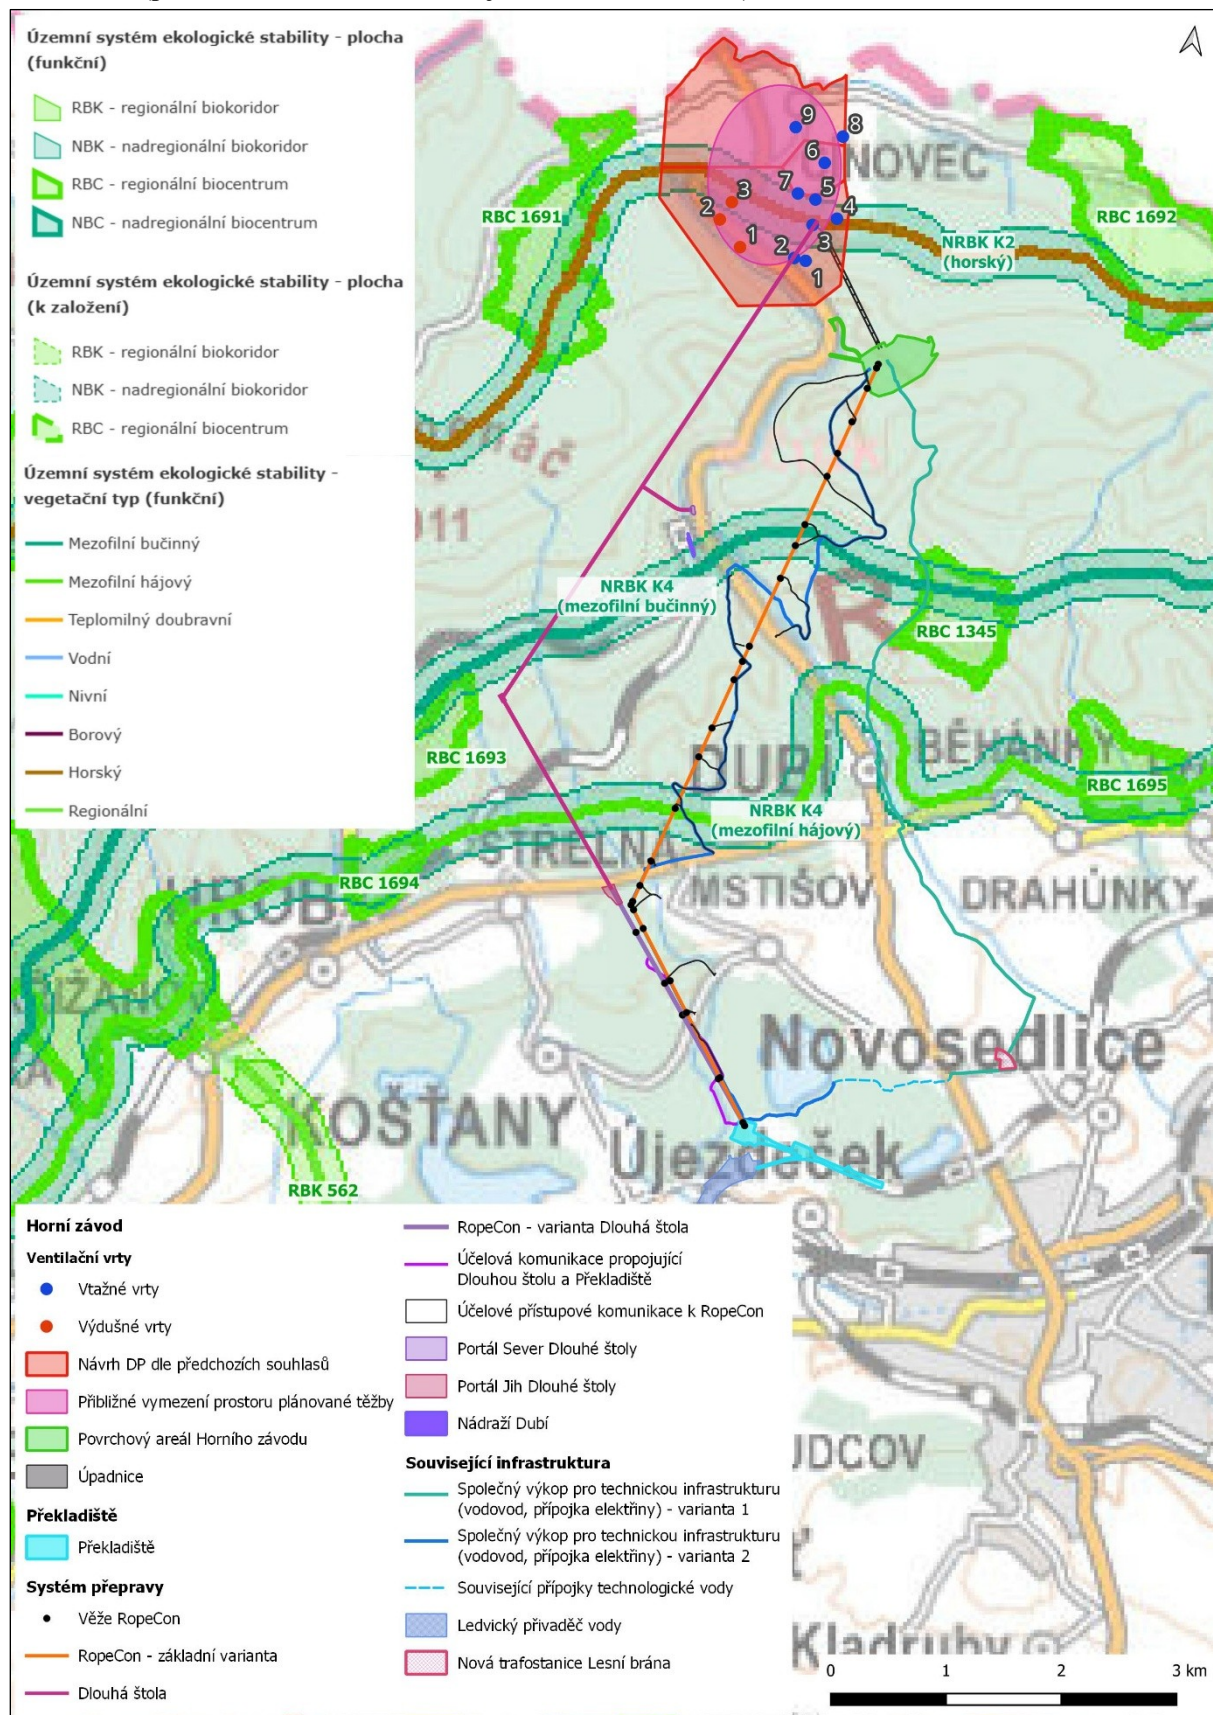 Územní systém ekologické stability - plocha
(funkční)
RBK - regionální biokoridor
NBK - nadregionální biokoridor
RBC - regionální biocentrum
NBC - nadregionální biocentrum
Územní systém ekologické stability - plocha
(k založení)
RBK - regionální biokoridor
NBK - nadregionální biokoridor
RBC - regionální biocentrum
Územní systém ekologické stability -
vegetační typ (funkční)
Mezofilní bučinný
Mezofilní hájový
Teplomilný doubravní
Vodní
Nivní
Borový
Horský
Regionální
9
8
6
NOVEC
7
5
3
2
4
1
2
3
1
RBC 1691
RBC 1692
NRBK K2
(horský)
áč
911
NRBK K4
(mezofilní bučinný)
RBC 1345
BĚHÁNKY
RBC 1693
DUBÍ
RBC 1695
NRBK K4
(mezofilní hájový)
STŘELN
RBC 1694
HROB
MSTIŠOV
DRAHŮNKY
Novosedlice
KOŠŤANY
Újezdeček
RBK 562
UDCOV
Kladruby
Horní závod
Ventilační vrty
Vtažné vrty
Výdušné vrty
Návrh DP dle předchozích souhlasů
Přibližné vymezení prostoru plánované těžby
Povrchový areál Horního závodu
Úpadnice
Překladiště
Překladiště
Systém přepravy
Věže RopeCon
RopeCon - základní varianta
Dlouhá štola
RopeCon - varianta Dlouhá štola
Účelová komunikace propojující
Dlouhou štolu a Překladiště
Účelové přístupové komunikace k RopeCon
Portál Sever Dlouhé štoly
Portál Jih Dlouhé štoly
Nádraží Dubí
Související infrastruktura
Společný výkop pro technickou infrastrukturu
(vodovod, přípojka elektřiny) - varianta 1
Společný výkop pro technickou infrastrukturu
(vodovod, přípojka elektřiny) - varianta 2
Související přípojky technologické vody
Ledvický přivaděč vody
Nová trafostanice Lesní brána
0 1 2 3 km